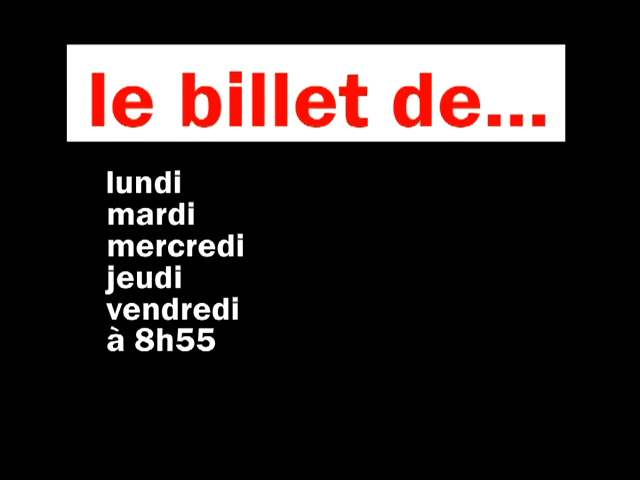 le billet de...
lundi
mardi
mercredi
jeudi
vendredi
à 8h55